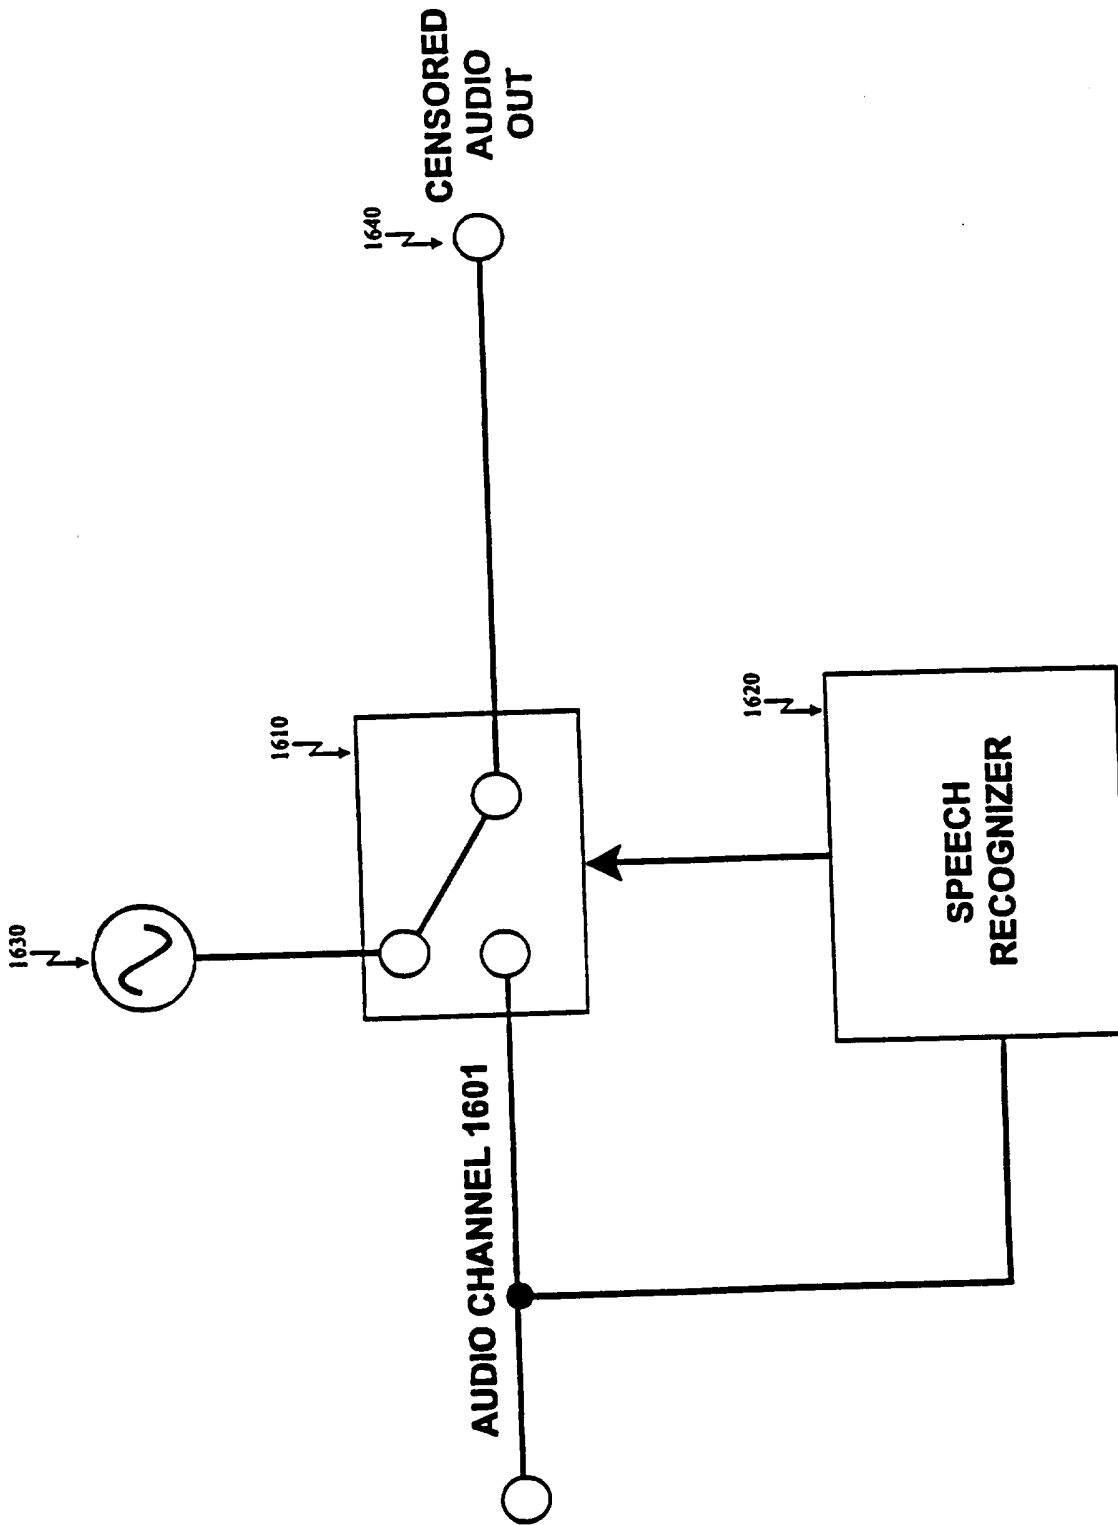 1630
1610
1640
CENSORED
AUDIO
OUT
AUDIO CHANNEL 1601
1620
SPEECH
RECOGNIZER